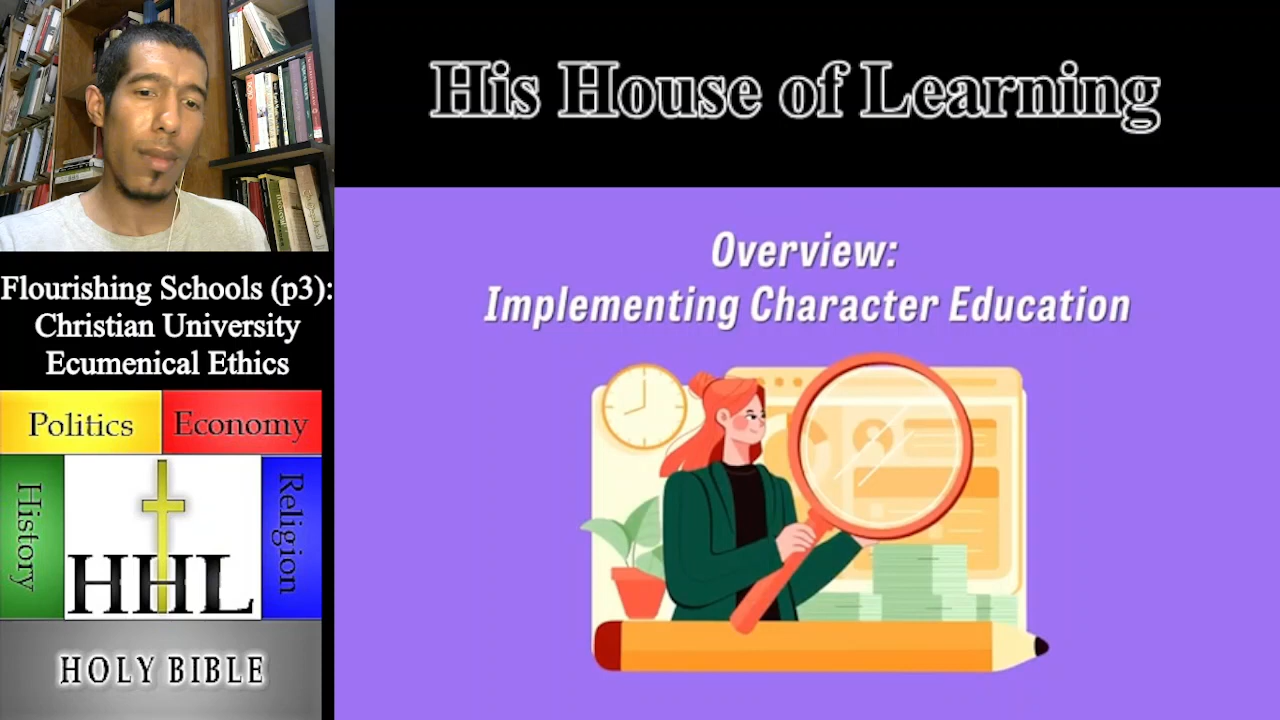 His House of Learning
Overview:
Implementing Character Education
Flourishing Schools (p3):
Christian University
Ecumenical Ethics
Politics
Economy
History
Religion
HHL
HOLY BIBLE